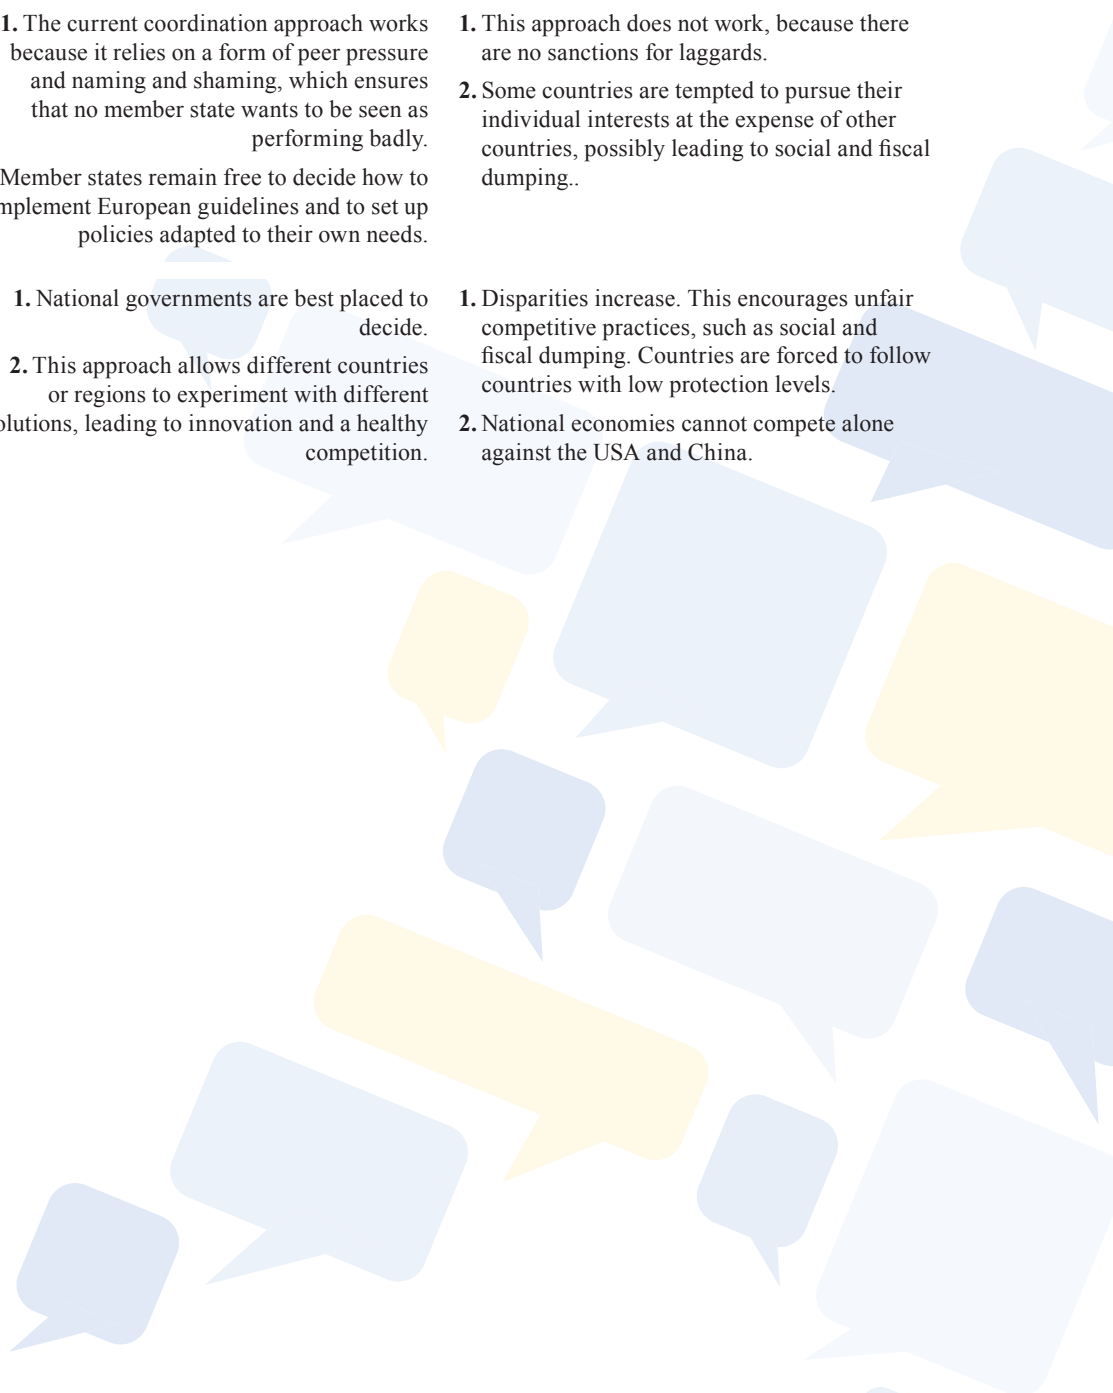 1. The current coordination approach works
because it relies on a form of peer pressure
and naming and shaming, which ensures
that no member state wants to be seen as
performing badly.
Member states remain free to decide how to
mplement European guidelines and to set up
policies adapted to their own needs.
1. This approach does not work, because there
are no sanctions for laggards.
2. Some countries are tempted to pursue their
individual interests at the expense of other
countries, possibly leading to social and fiscal
dumping..
1. National governments are best placed to
decide.
2. This approach allows different countries
or regions to experiment with different
olutions, leading to innovation and a healthy
competition.
1. Disparities increase. This encourages unfair
competitive practices, such as social and
fiscal dumping. Countries are forced to follow
countries with low protection levels.
2. National economies cannot compete alone
against the USA and China.